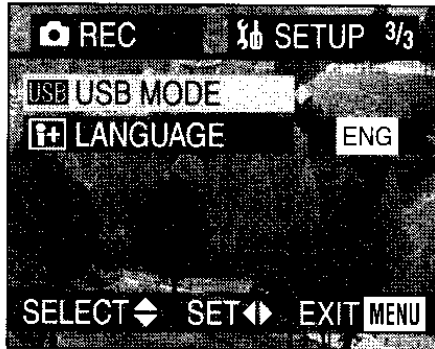 REC SETUP 3/3
USB USB MODE
LANGUAGE ENG
SELECT SET EXIT MENU